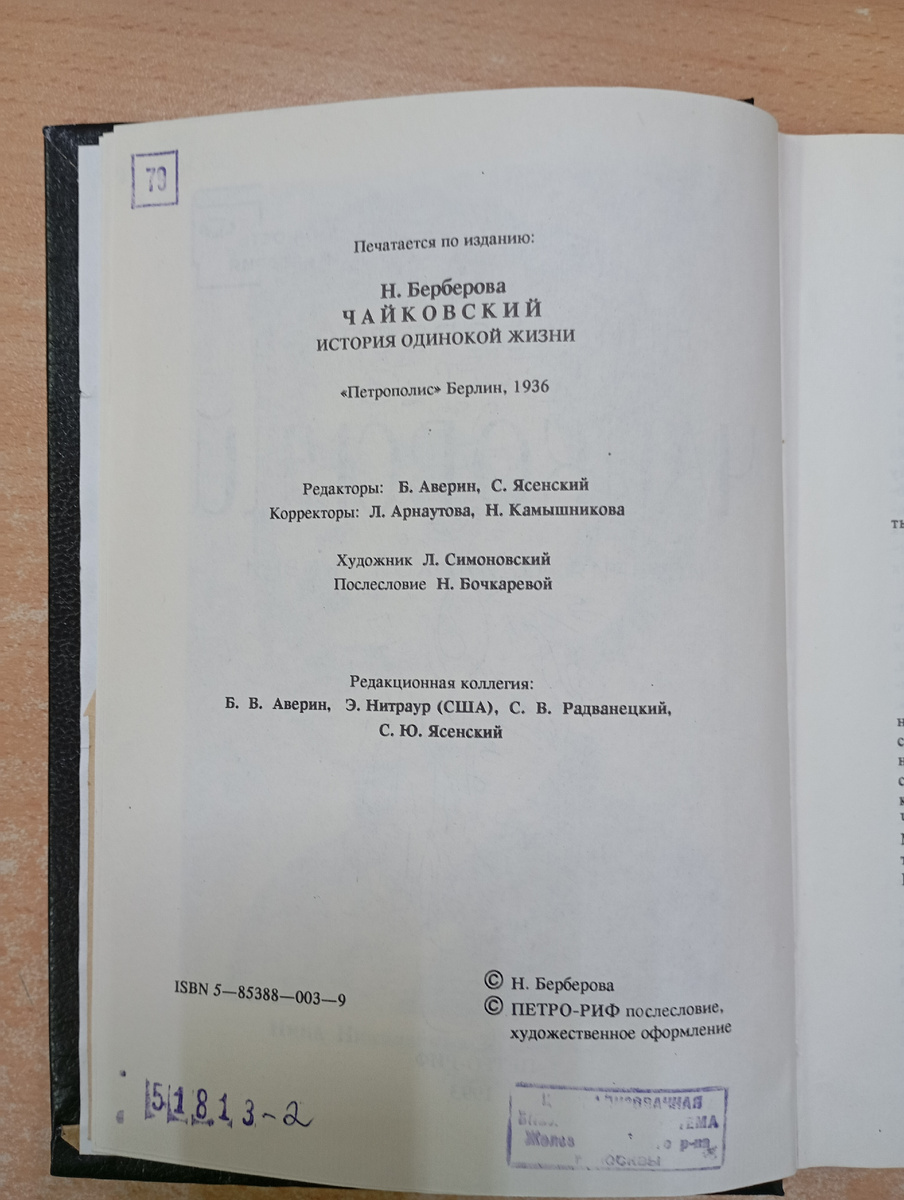 79
Печатается по изданию:
Н. Берберова
ЧАЙКОВСКИЙ
ИСТОРИЯ ОДИНОКОЙ ЖИЗНИ
«Петрополис» Берлин, 1936
Редакторы: Б. Аверин, С. Ясенский
Корректоры: Л. Арнаутова, Н. Камышникова
Художник Л. Симоновский
Послесловие Н. Бочкаревой
Редакционная коллегия:
Б. В. Аверин, Э. Нитраур (США), С. В. Радванецкий,
С. Ю. Ясенский
ISBN 5—85388—003—9
© Н. Берберова
© ПЕТРО-РИФ послесловие,
художественное оформление
51813-2
р-на
МОСКВЫ